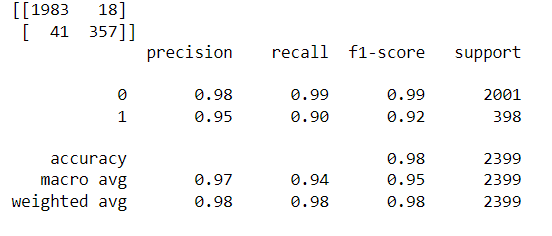 [[1983 18]
[ 41 357]]
precision recall f1-score support
0 0.98 0.99 0.99 2001
1 0.95 0.90 0.92 398
accuracy 0.98 2399
macro avg 0.97 0.94 0.95 2399
weighted avg 0.98 0.98 0.98 2399